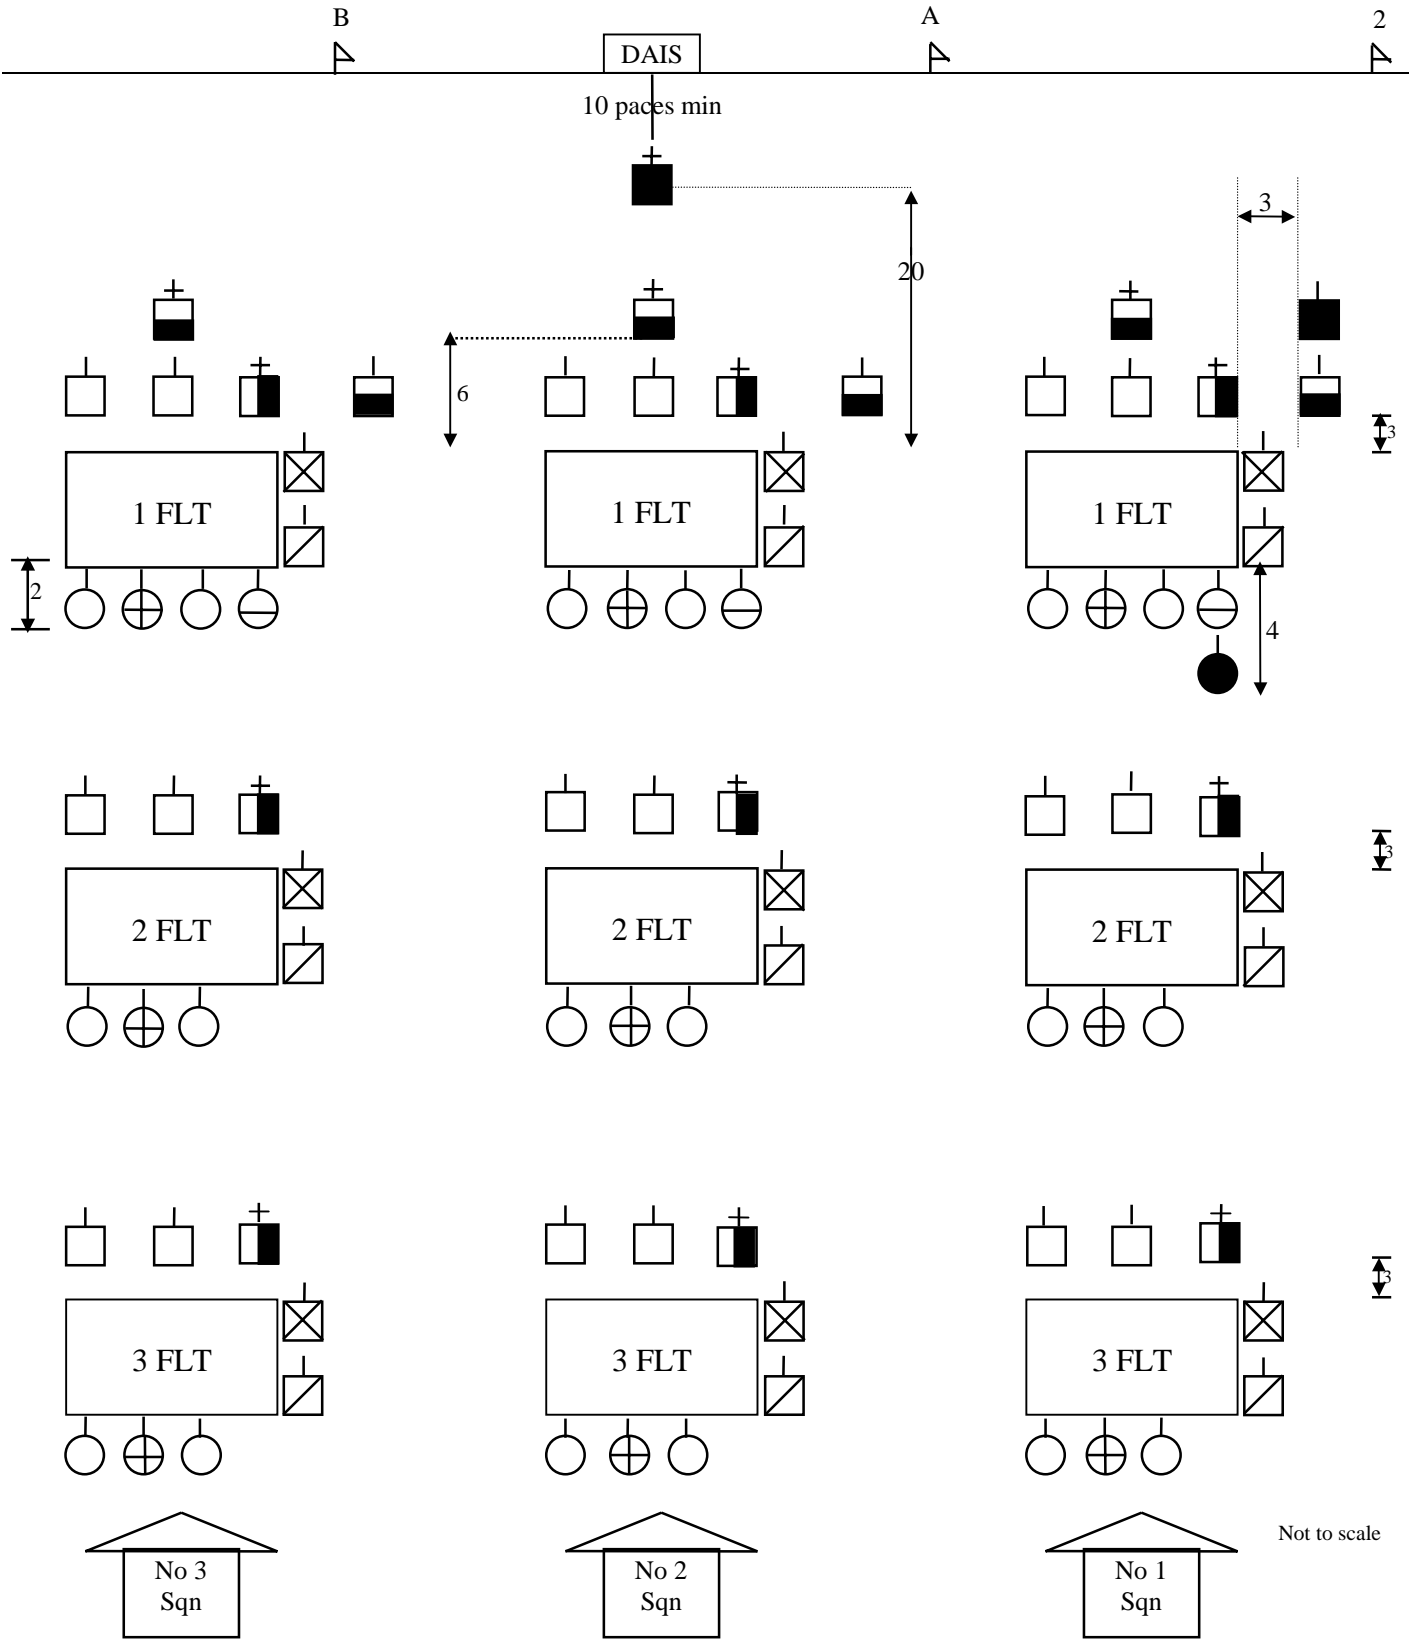 B
DAIS
A
2
10 paces min
3
20
6
3
1 FLT
1 FLT
1 FLT
2
4
3
2 FLT
2 FLT
2 FLT
3
3 FLT
3 FLT
3 FLT
Not to scale
No 3
Sqn
No 2
Sqn
No 1
Sqn